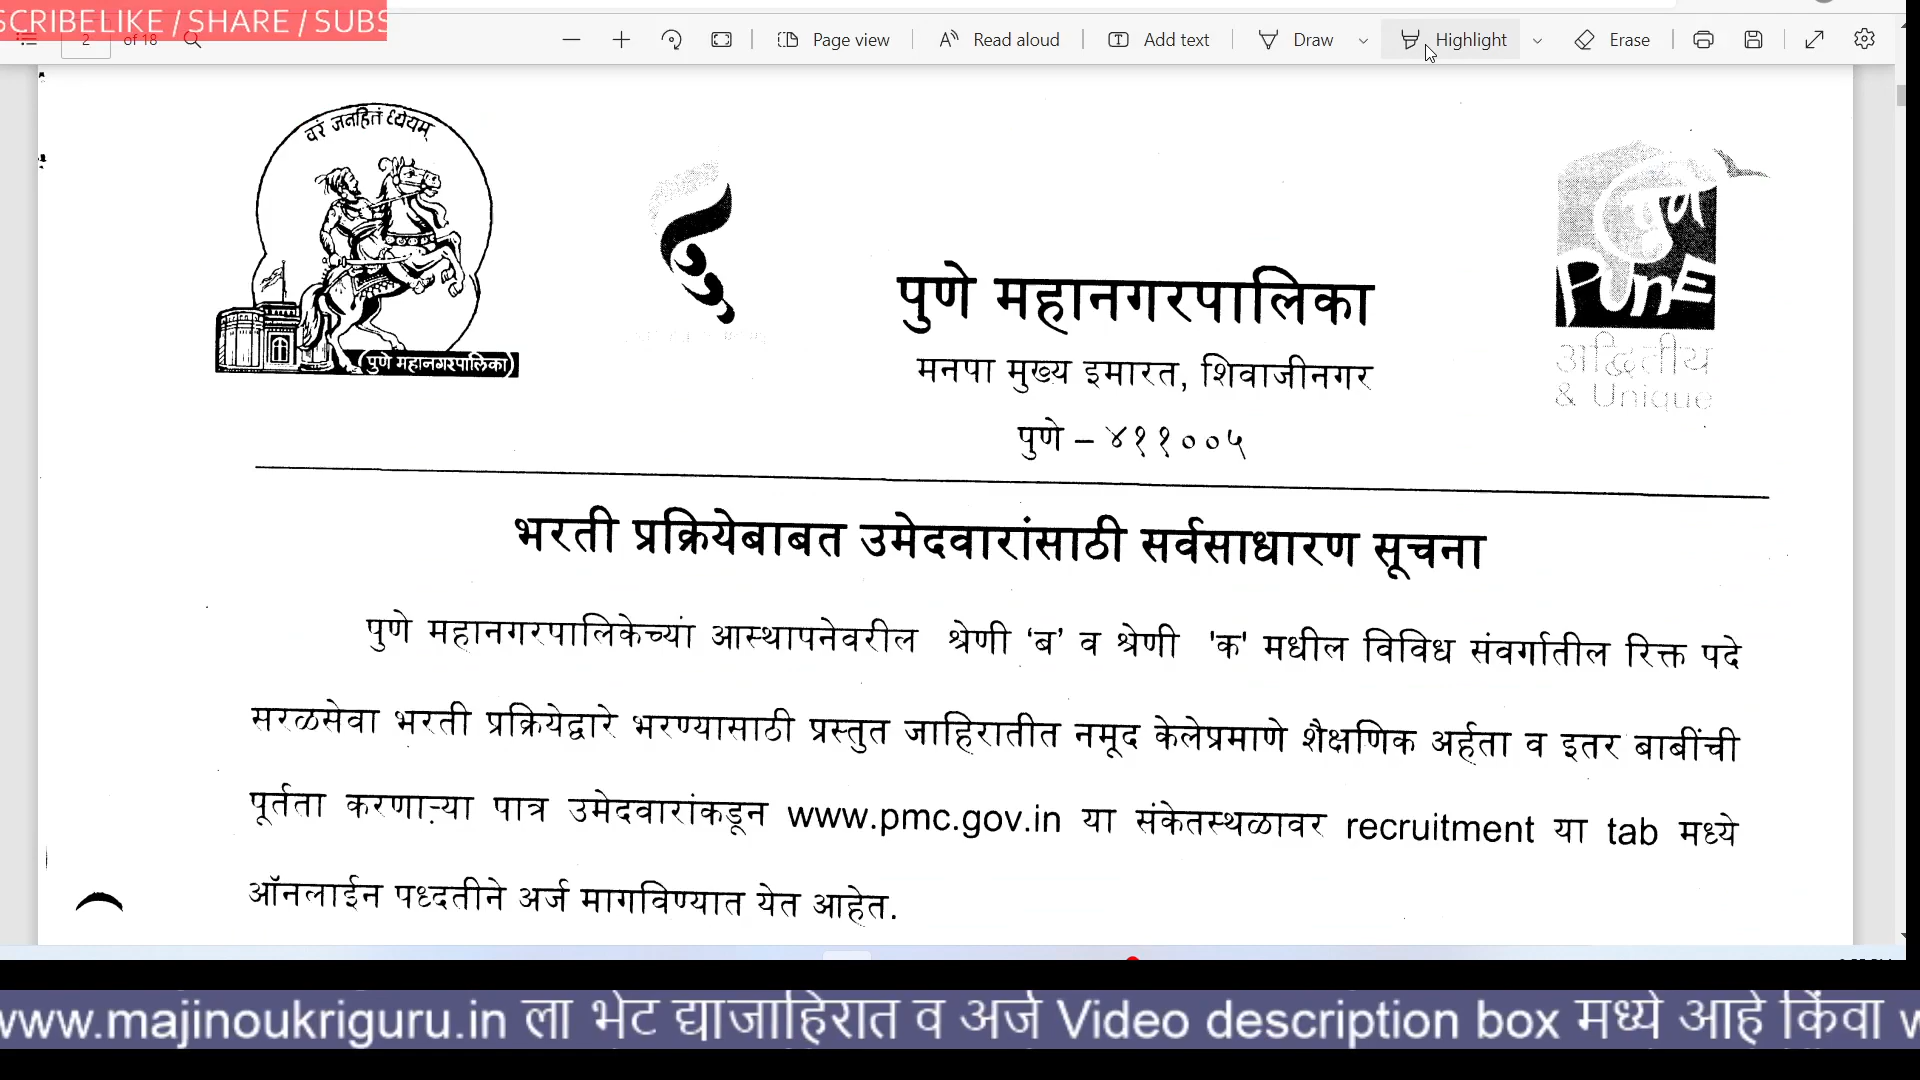 SCRIBELIKE / SHARE / SUBS
2 of 18
Page view
Read aloud
Add text
Draw
Highlight
Erase
वरं जनहितं ध्येयम्
पुणे महानगरपालिका
पुणे
PUNE
अद्वितीय
& Unique
पुणे महानगरपालिका
मनपा मुख्य इमारत, शिवाजीनगर
पुणे – ४११००५
भरती प्रक्रियेबाबत उमेदवारांसाठी सर्वसाधारण सूचना
पुणे महानगरपालिकेच्या आस्थापनेवरील श्रेणी ‘ब’ व श्रेणी 'क' मधील विविध संवर्गातील रिक्त पदे
सरळसेवा भरती प्रक्रियेद्वारे भरण्यासाठी प्रस्तुत जाहिरातीत नमूद केलेप्रमाणे शैक्षणिक अर्हता व इतर बाबींची
पूर्तता करणाऱ्या पात्र उमेदवारांकडून www.pmc.gov.in या संकेतस्थळावर recruitment या tab मध्ये
ऑनलाईन पध्दतीने अर्ज मागविण्यात येत आहेत.
www.majinoukriguru.in ला भेट द्याजाहिरात व अर्ज Video description box मध्ये आहे किंवा w